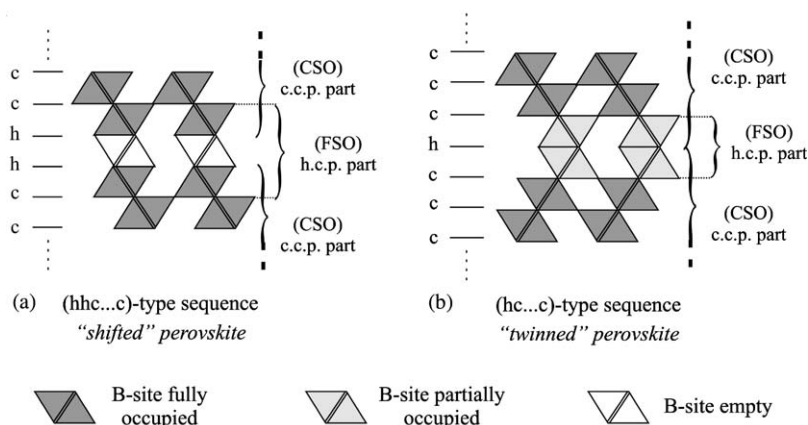 c
c
h
h
c
c
(CSO)
c.c.p. part
(FSO)
h.c.p. part
(CSO)
c.c.p. part
(a) (hhc...c)-type sequence
"shifted" perovskite
c
c
c
h
c
c
c
(CSO)
c.c.p. part
(FSO)
h.c.p. part
(CSO)
c.c.p. part
(b) (hc...c)-type sequence
"twinned" perovskite
B-site fully
occupied
B-site partially
occupied
B-site empty